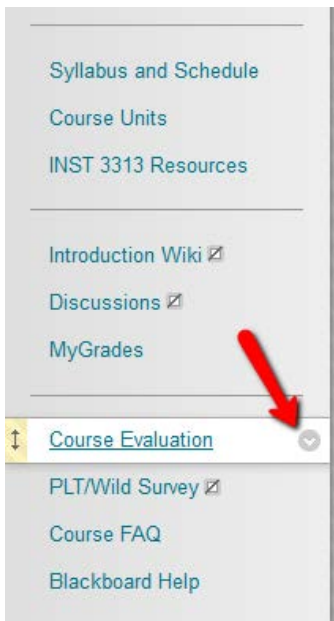 Syllabus and Schedule
Course Units
INST 3313 Resources
Introduction Wiki
Discussions
MyGrades
Course Evaluation
PLT/Wild Survey
Course FAQ
Blackboard Help